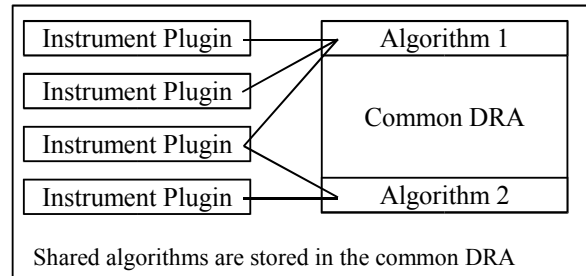 Instrument Plugin
Algorithm 1
Instrument Plugin
Instrument Plugin
Common DRA
Instrument Plugin
Algorithm 2
Shared algorithms are stored in the common DRA